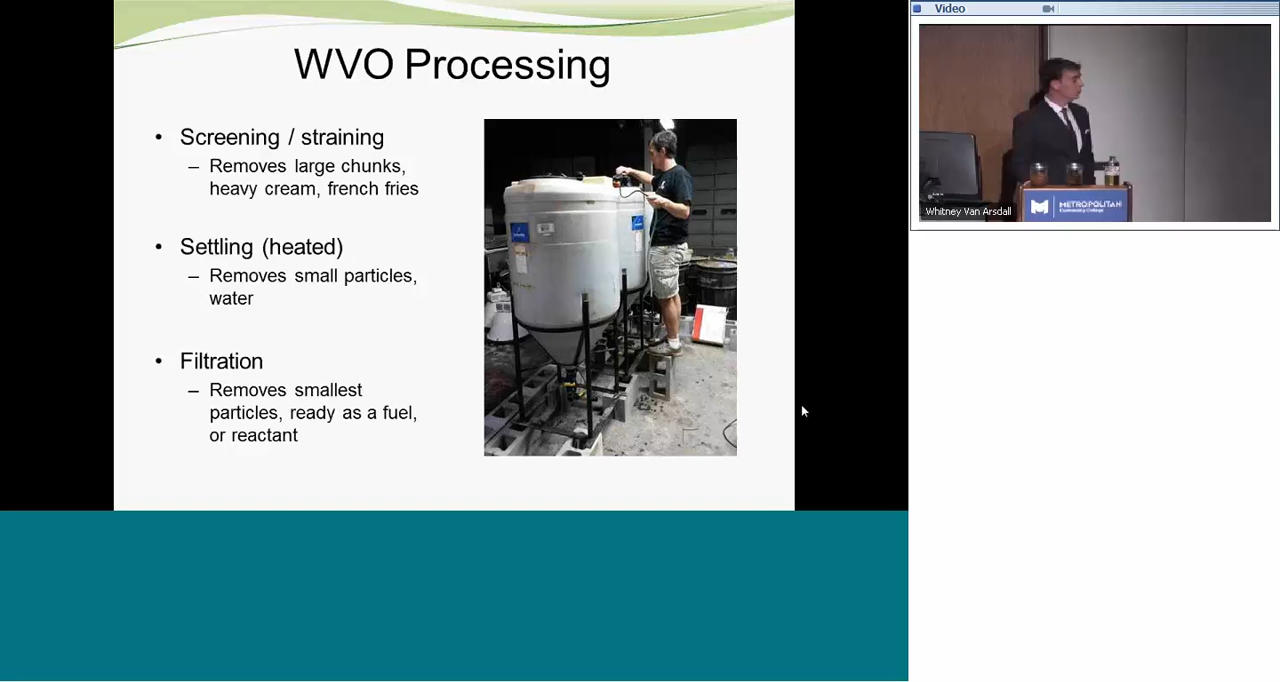 WVO Processing
• Screening / straining
– Removes large chunks,
heavy cream, french fries
• Settling (heated)
– Removes small particles,
water
• Filtration
– Removes smallest
particles, ready as a fuel,
or reactant
Video
Whitney Van Arsdall
METROPOLITAN
Community College